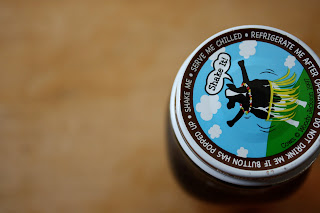 SHAKE ME • SERVE ME CHILLED • REFRIGERATE ME AFTER OPENING • DO NOT DRINK ME IF BUTTON HAS POPPED UP •
Shake it!